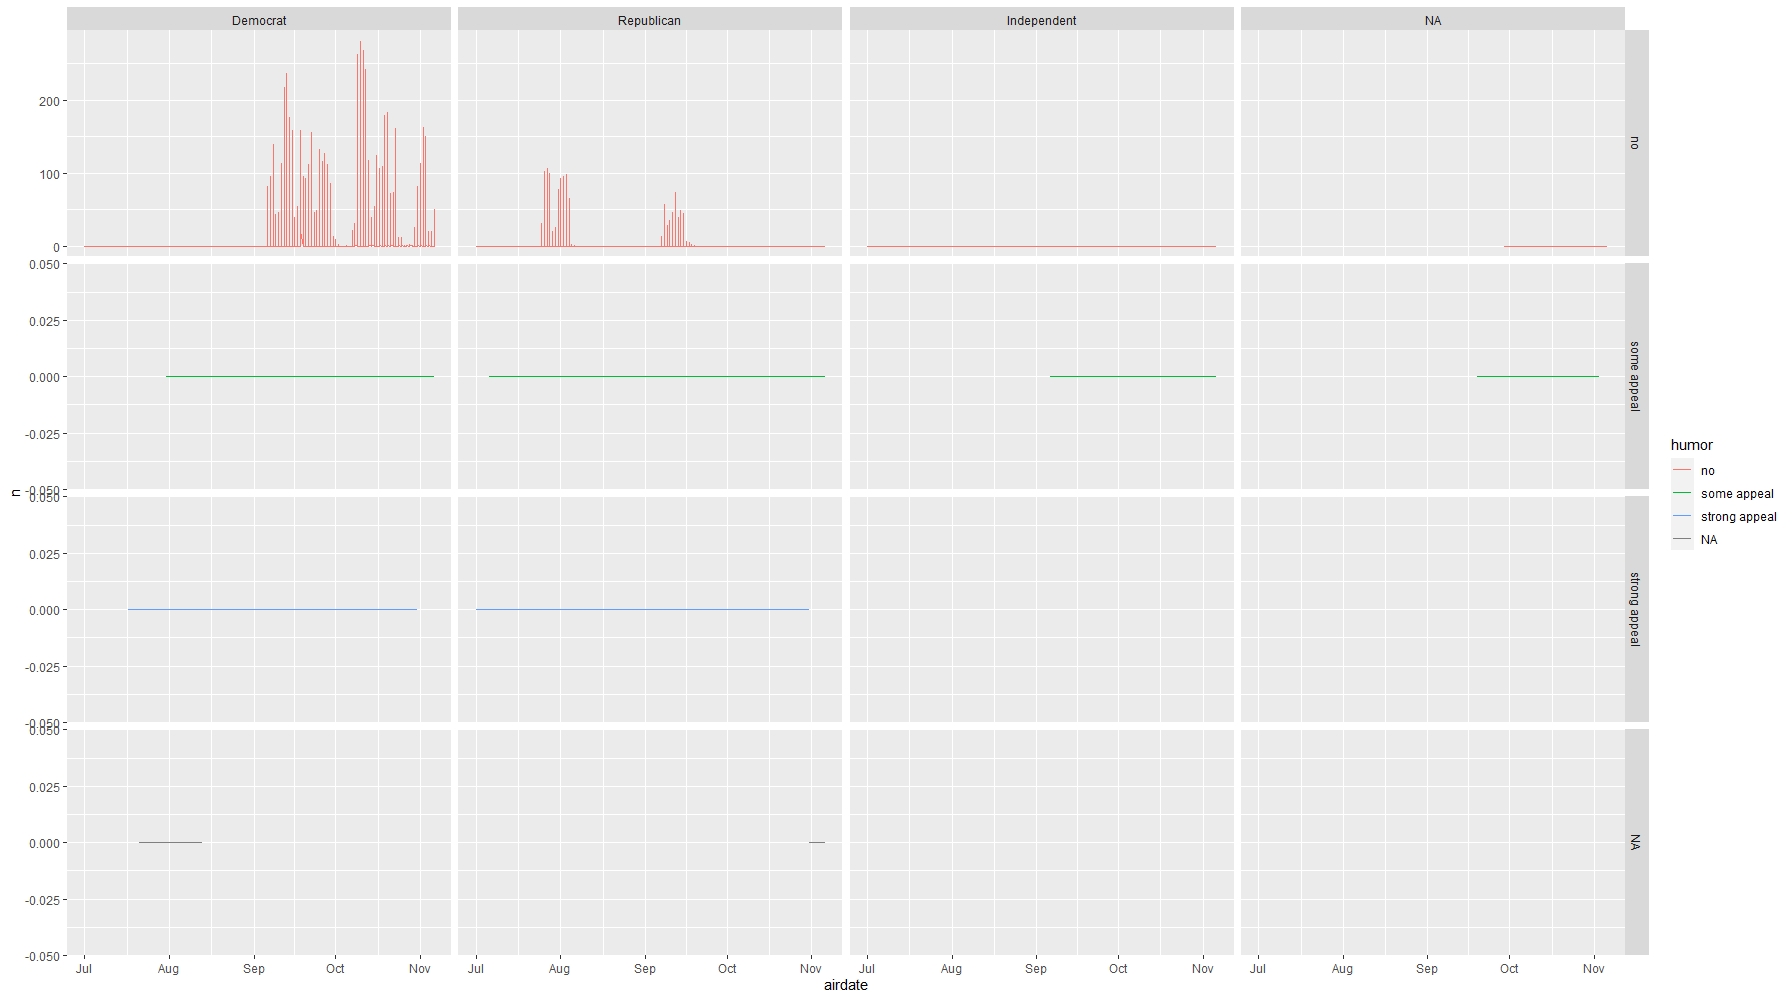 Democrat Republican Independent NA
200
100
0
no
0.050
0.025
0.000
-0.025
-0.050
some appeal
0.050
0.025
0.000
-0.025
-0.050
strong appeal
0.050
0.025
0.000
-0.025
-0.050
NA
n
Jul Aug Sep Oct Nov Jul Aug Sep Oct Nov Jul Aug Sep Oct Nov Jul Aug Sep Oct Nov
airdate
humor
no
some appeal
strong appeal
NA